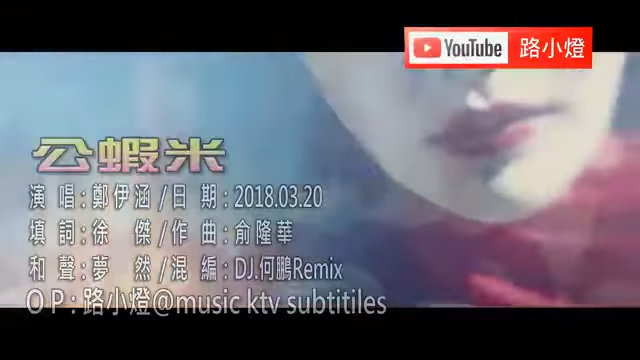 YouTube 路小燈
公蝦米
演 唱:鄭伊涵/日 期:2018.03.20
填 詞:徐 傑/作 曲:俞隆華
和 聲:夢 然/混 編:DJ.何鵬Remix
O P:路小燈@music ktv subtitiles